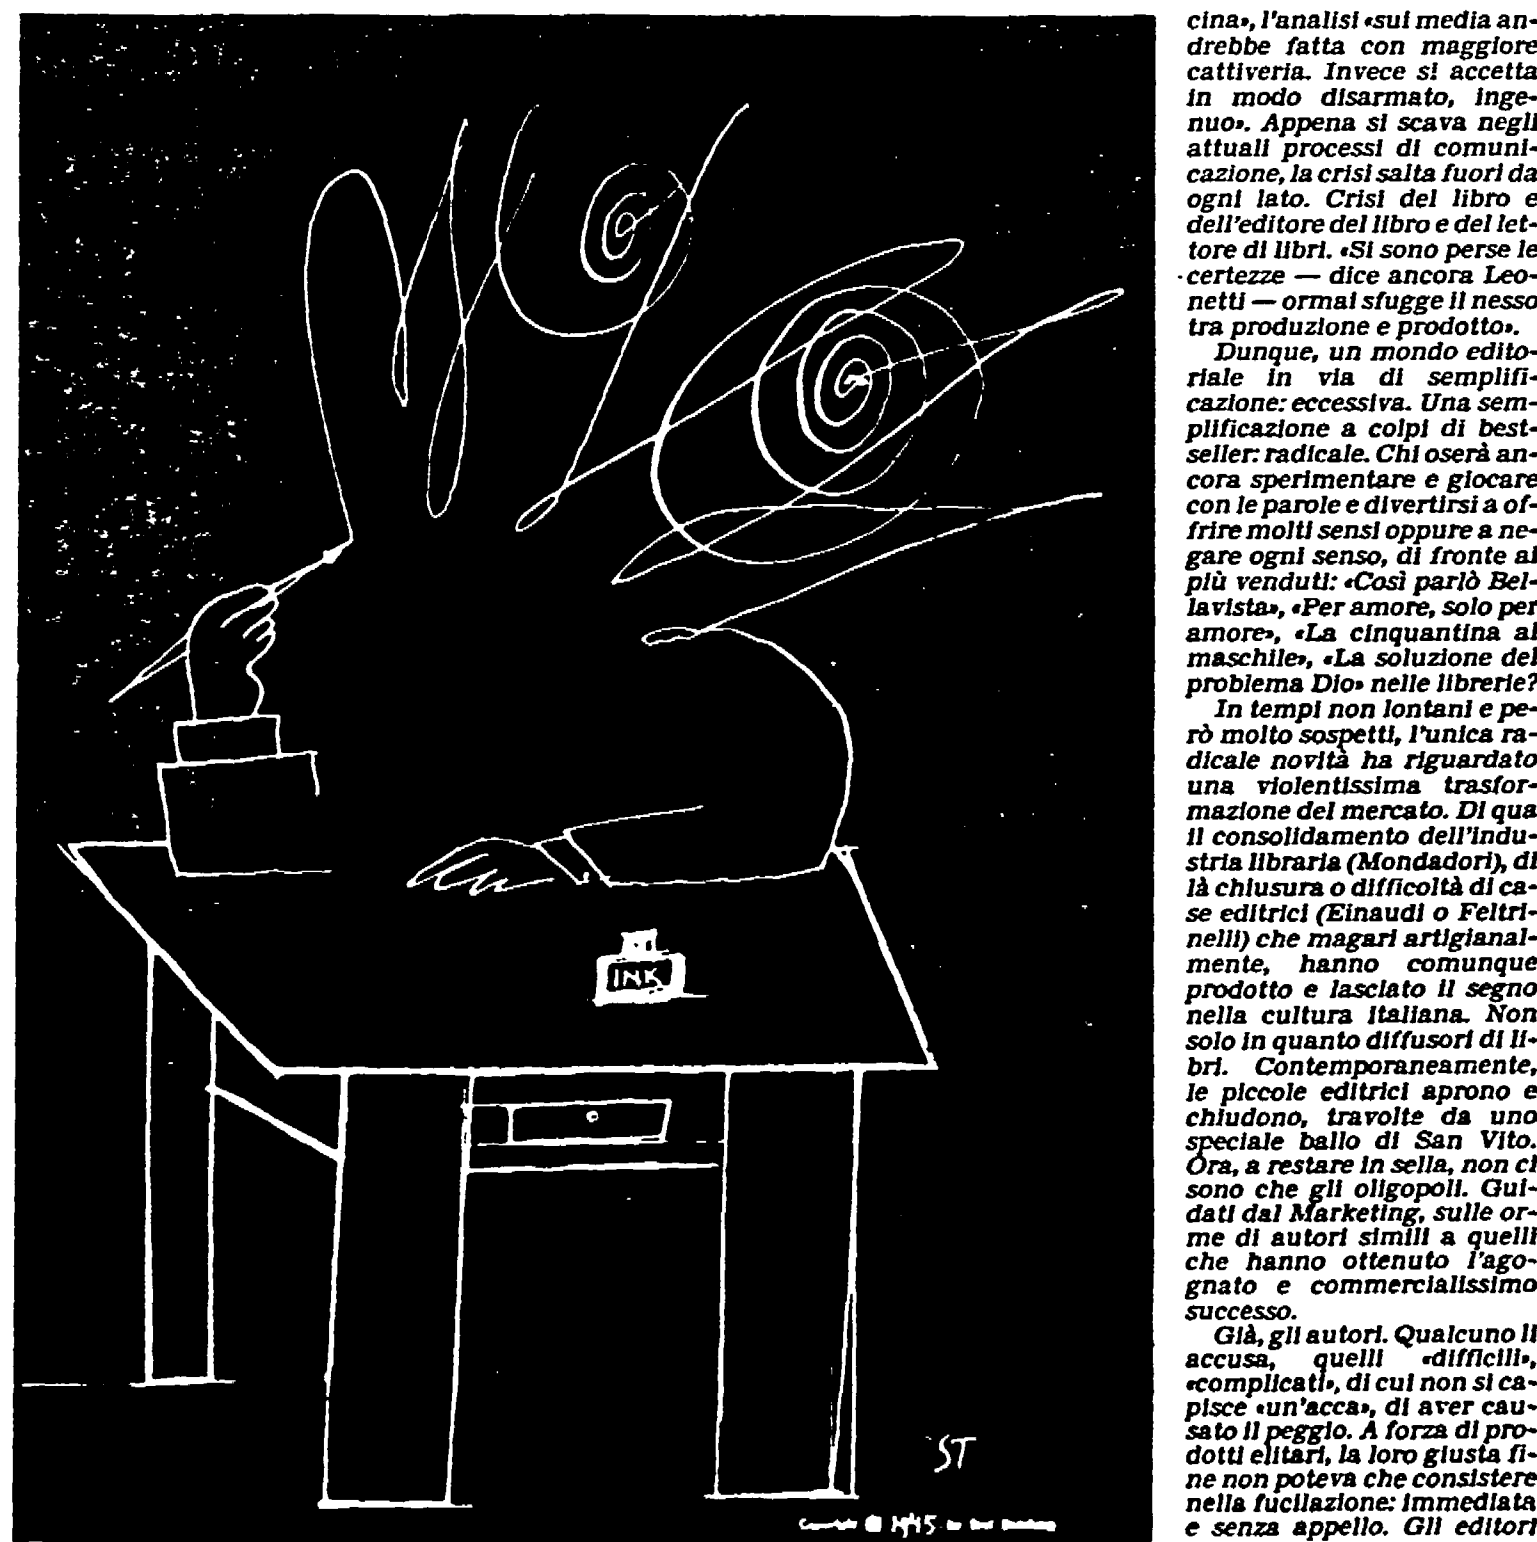 INK
ST
1945
cina», l'analisi «sui media an-
drebbe fatta con maggiore
cattiveria. Invece si accetta
in modo disarmato, inge-
nuo». Appena si scava negli
attuali processi di comuni-
cazione, la crisi salta fuori da
ogni lato. Crisi del libro e
dell'editore del libro e del let-
tore di libri. «Si sono perse le
certezze — dice ancora Leo-
netti — ormai sfugge il nesso
tra produzione e prodotto».
Dunque, un mondo edito-
riale in via di semplifi-
cazione: eccessiva. Una sem-
plificazione a colpi di best-
seller: radicale. Chi oserà an-
cora sperimentare e giocare
con le parole e divertirsi a of-
frire molti sensi oppure a ne-
gare ogni senso, di fronte ai
più venduti: «Così parlò Bel-
lavista», «Per amore, solo per
amore», «La cinquantina al
maschile», «La soluzione del
problema Dio» nelle librerie?
In tempi non lontani e pe-
rò molto sospetti, l'unica ra-
dicale novità ha riguardato
una violentissima trasfor-
mazione del mercato. Di qua
il consolidamento dell'indu-
stria libraria (Mondadori), di
là chiusura o difficoltà di ca-
se editrici (Einaudi o Feltri-
nelli) che magari artigianal-
mente, hanno comunque
prodotto e lasciato il segno
nella cultura italiana. Non
solo in quanto diffusori di li-
bri. Contemporaneamente,
le piccole editrici aprono e
chiudono, travolte da uno
speciale ballo di San Vito.
Ora, a restare in sella, non ci
sono che gli oligopoli. Gui-
dati dal Marketing, sulle or-
me di autori simili a quelli
che hanno ottenuto l'ago-
gnato e commercialissimo
successo.
Già, gli autori. Qualcuno li
accusa, quelli «difficili»,
«complicati», di cui non si ca-
pisce «un'acca», di aver cau-
sato il peggio. A forza di pro-
dotti elitari, la loro giusta fi-
ne non poteva che consistere
nella fucilazione: immediata
e senza appello. Gli editori